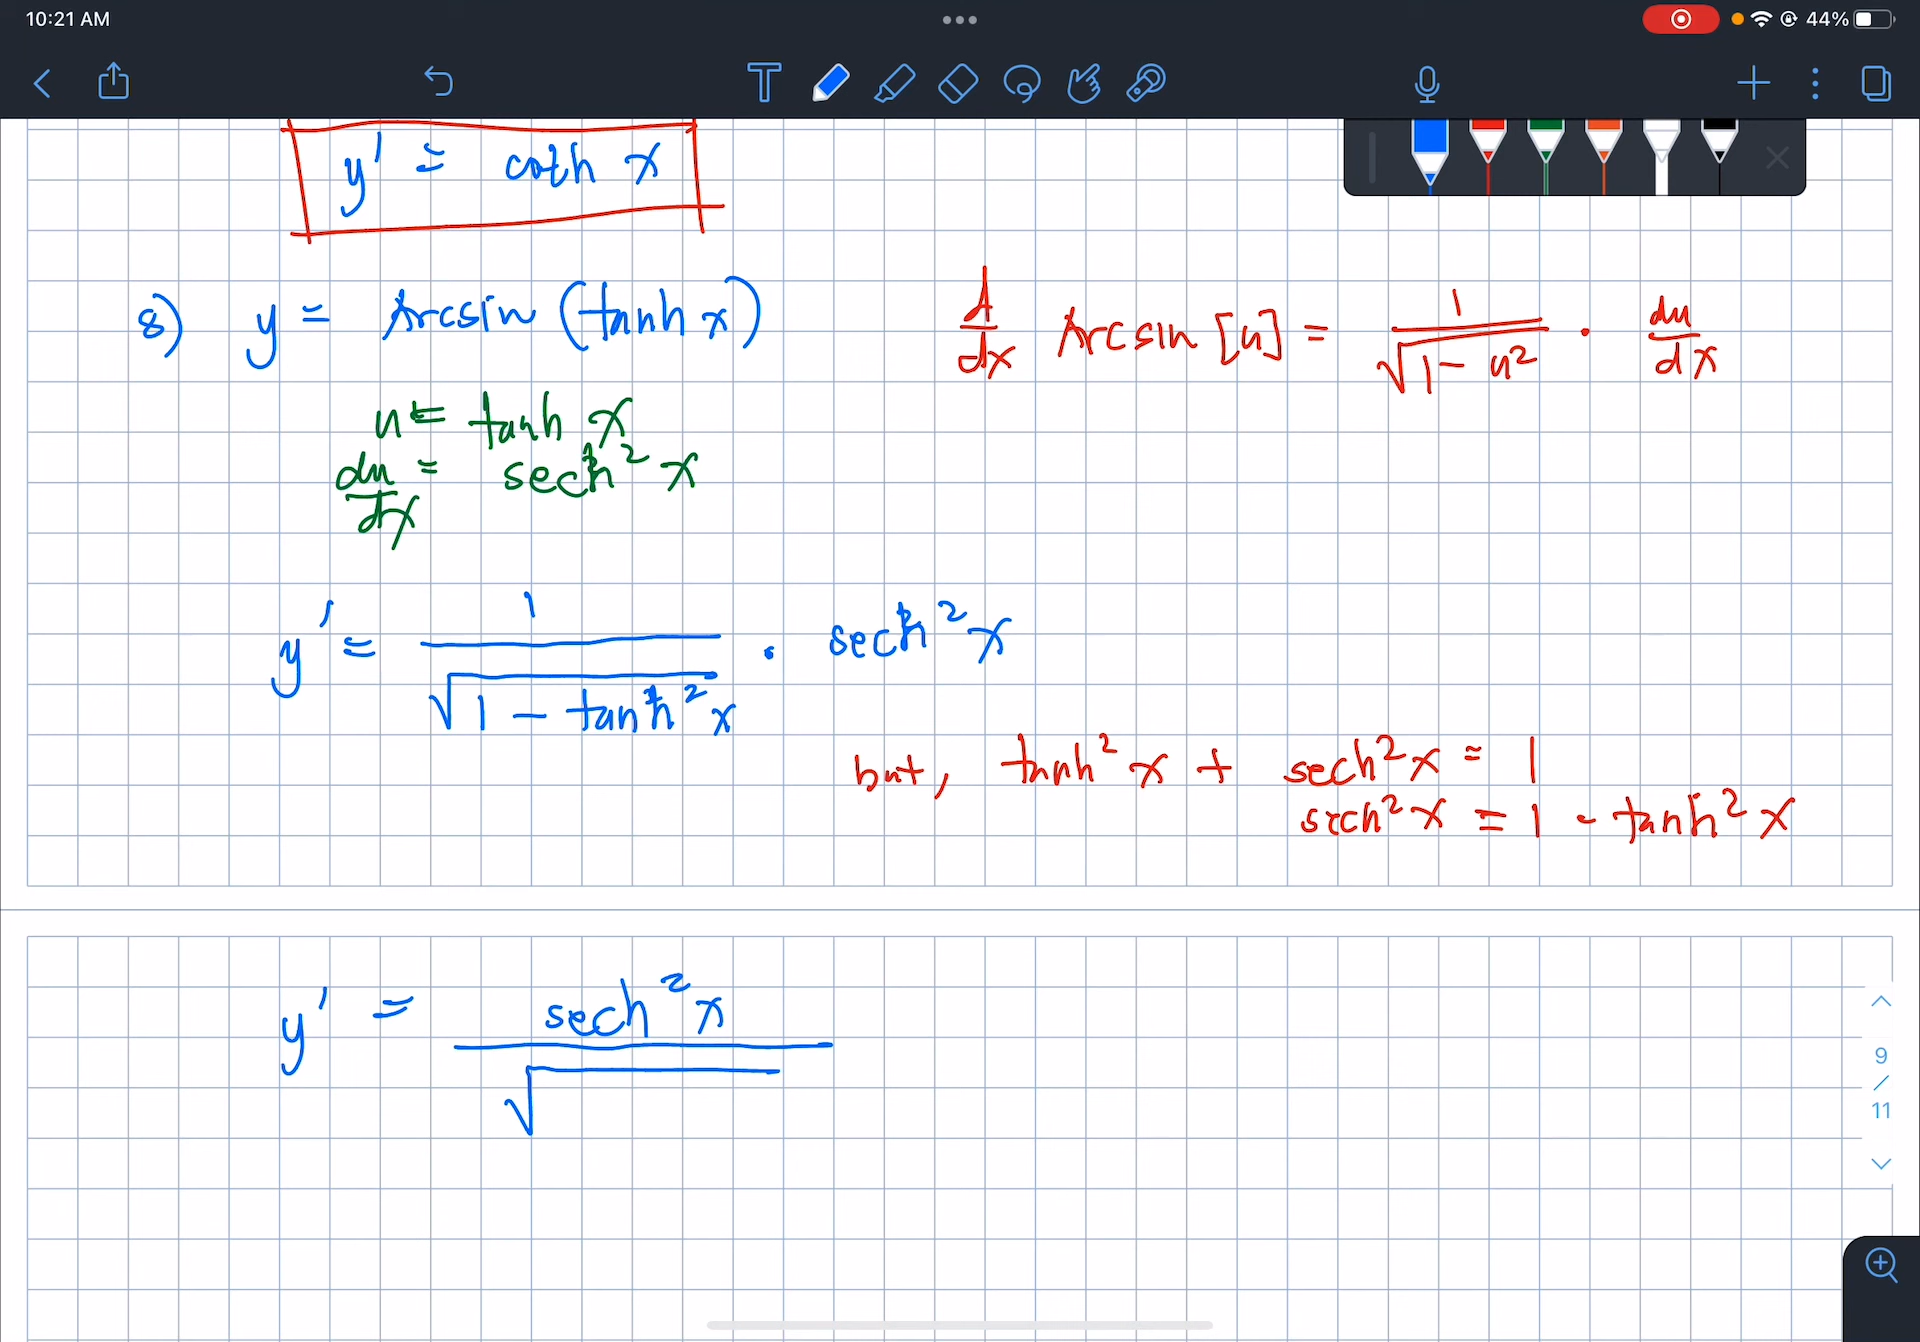 10:21 AM
44%
y' = coth x
8) y = Arcsin (tanh x)
d/dx Arcsin [u] = 1/√(1 - u²) · du/dx
u = tanh x
du/dx = sech² x
y' = 1/√(1 - tanh² x) · sech² x
but, tanh² x + sech² x = 1
sech² x = 1 - tanh² x
y' = sech² x / √
9
/
11